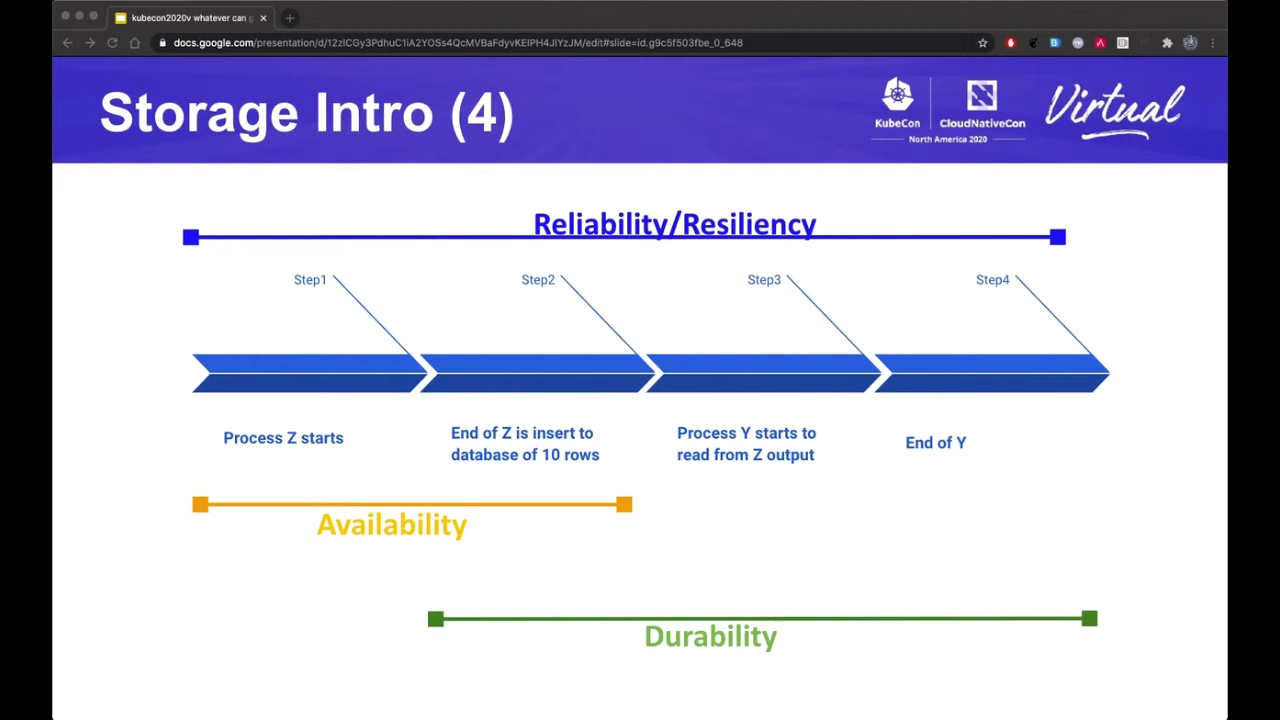 kubecon2020v whatever can g
docs.google.com/presentation/d/12zlCGy3PdhuC1iA2YOSs4QcMVBaFdyvKEIPH4JlYzJM/edit#slide=id.g9c5f503fbe_0_648
Storage Intro (4)
KubeCon
CloudNativeCon
North America 2020
Virtual
Reliability/Resiliency
Step1
Step2
Step3
Step4
Process Z starts
End of Z is insert to
database of 10 rows
Process Y starts to
read from Z output
End of Y
Availability
Durability